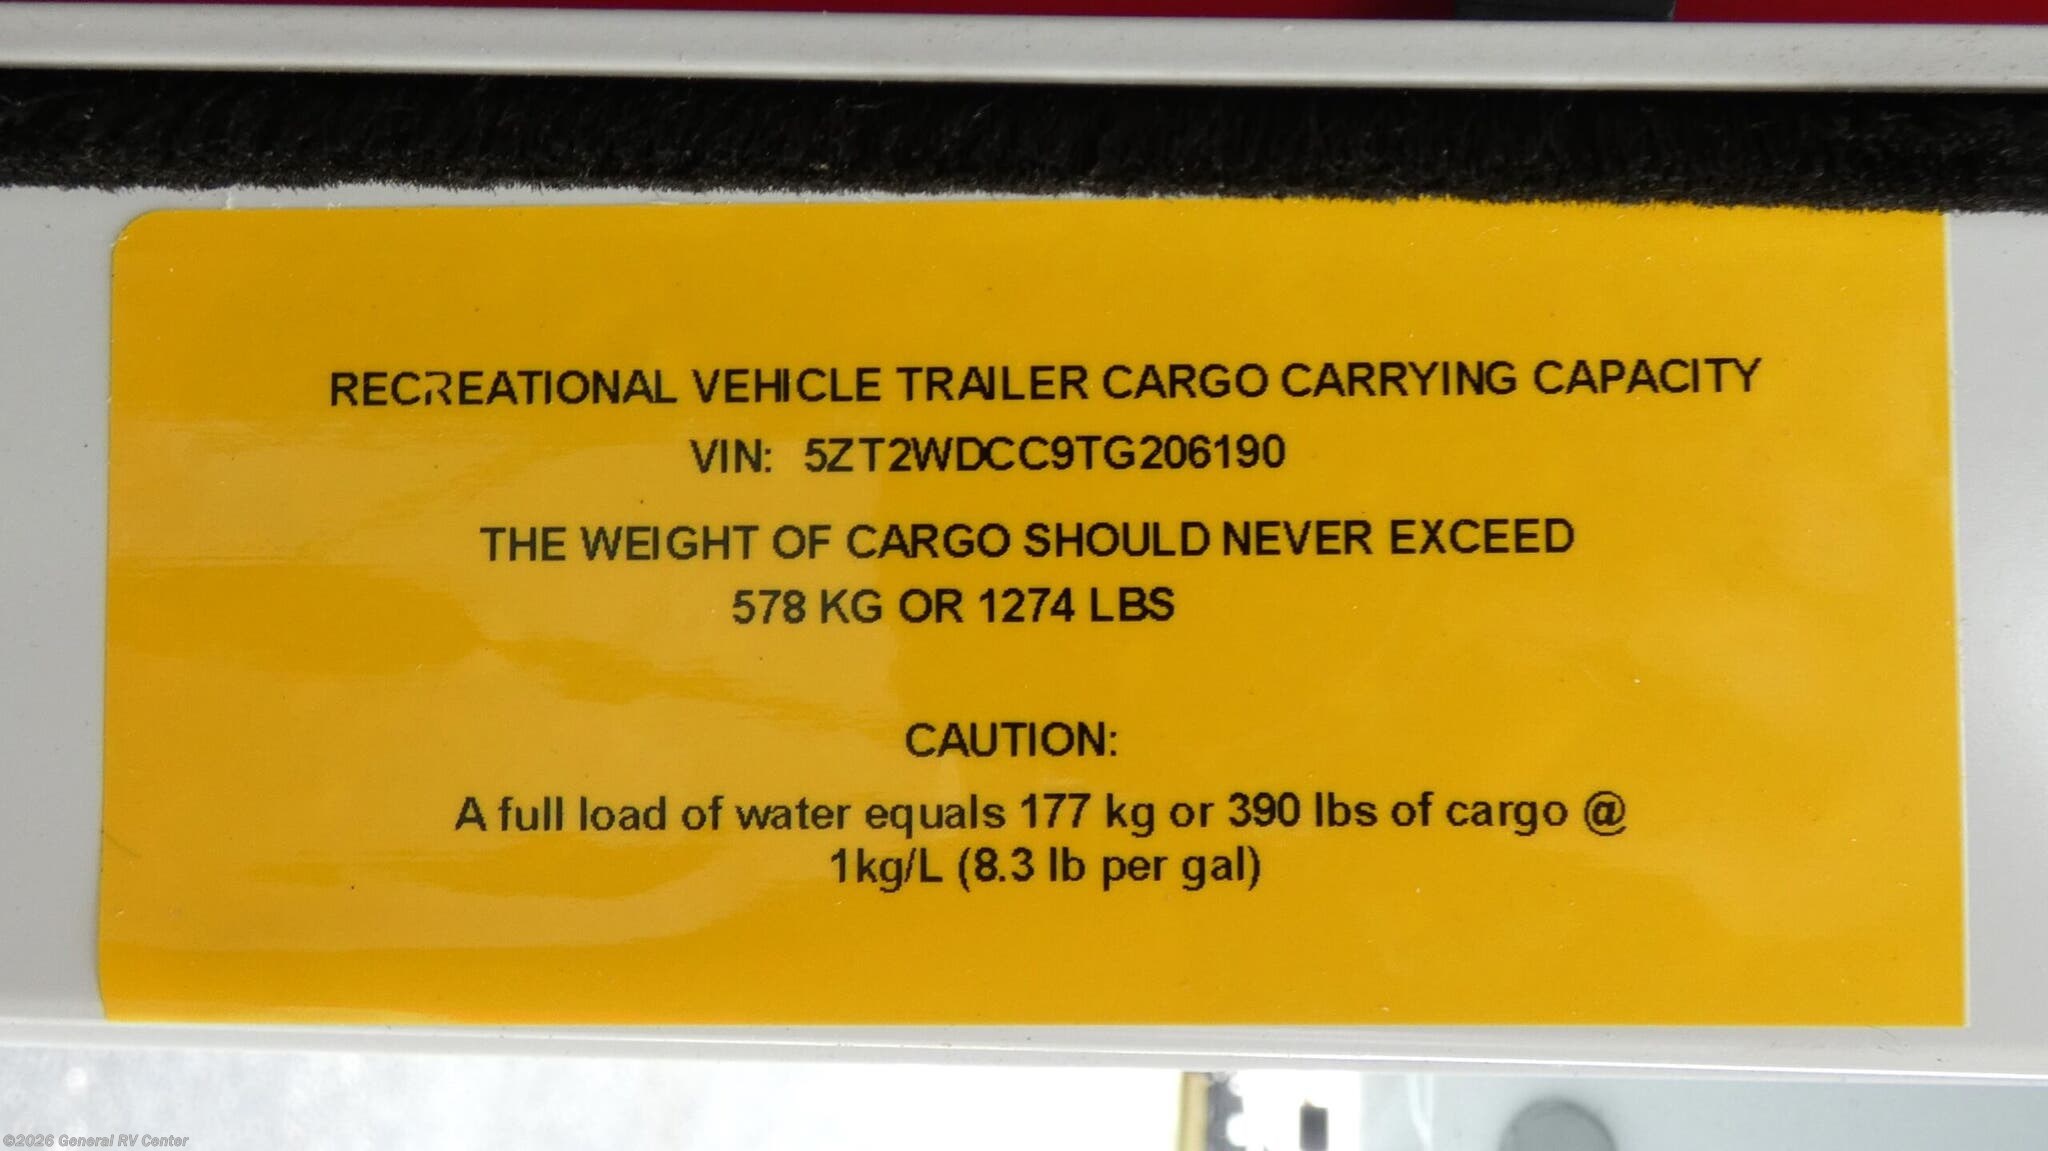 RECREATIONAL VEHICLE TRAILER CARGO CARRYING CAPACITY
VIN: 5ZT2WDCC9TG206190
THE WEIGHT OF CARGO SHOULD NEVER EXCEED
578 KG OR 1274 LBS
CAUTION:
A full load of water equals 177 kg or 390 lbs of cargo @
1kg/L (8.3 lb per gal)
©2026 General RV Center